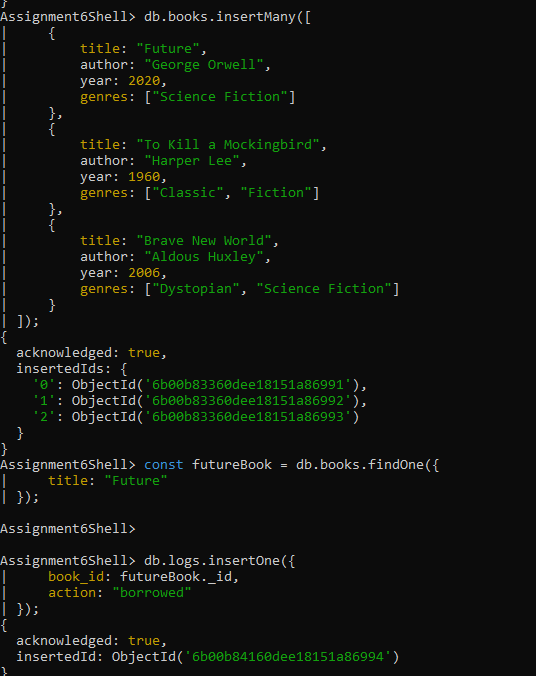 }
Assignment6Shell> db.books.insertMany([
|     {
|         title: "Future",
|         author: "George Orwell",
|         year: 2020,
|         genres: ["Science Fiction"]
|     },
|     {
|         title: "To Kill a Mockingbird",
|         author: "Harper Lee",
|         year: 1960,
|         genres: ["Classic", "Fiction"]
|     },
|     {
|         title: "Brave New World",
|         author: "Aldous Huxley",
|         year: 2006,
|         genres: ["Dystopian", "Science Fiction"]
|     }
| ]);
{
  acknowledged: true,
  insertedIds: {
    '0': ObjectId('6b00b83360dee18151a86991'),
    '1': ObjectId('6b00b83360dee18151a86992'),
    '2': ObjectId('6b00b83360dee18151a86993')
  }
}
Assignment6Shell> const futureBook = db.books.findOne({
|     title: "Future"
| });

Assignment6Shell>

Assignment6Shell> db.logs.insertOne({
|     book_id: futureBook._id,
|     action: "borrowed"
| });
{
  acknowledged: true,
  insertedId: ObjectId('6b00b84160dee18151a86994')
}